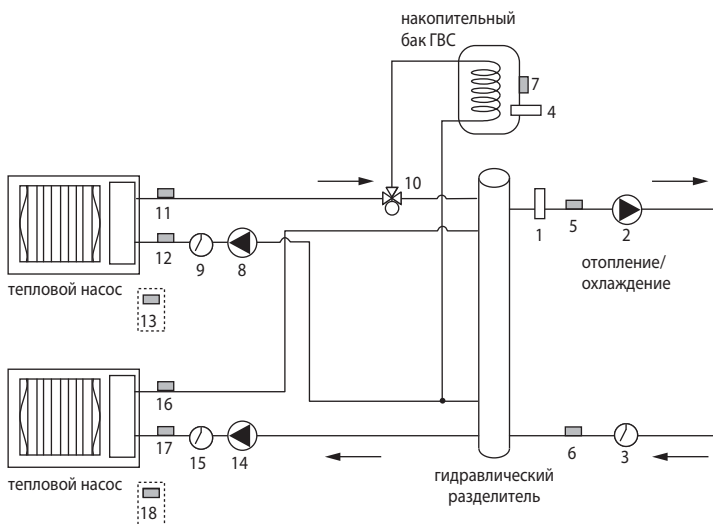 накопительный
бак ГВС
7
4
10
11
1
5
2
12
9
8
отопление/
охлаждение
тепловой насос
13
16
17
15
14
6
3
гидравлический
разделитель
тепловой насос
18